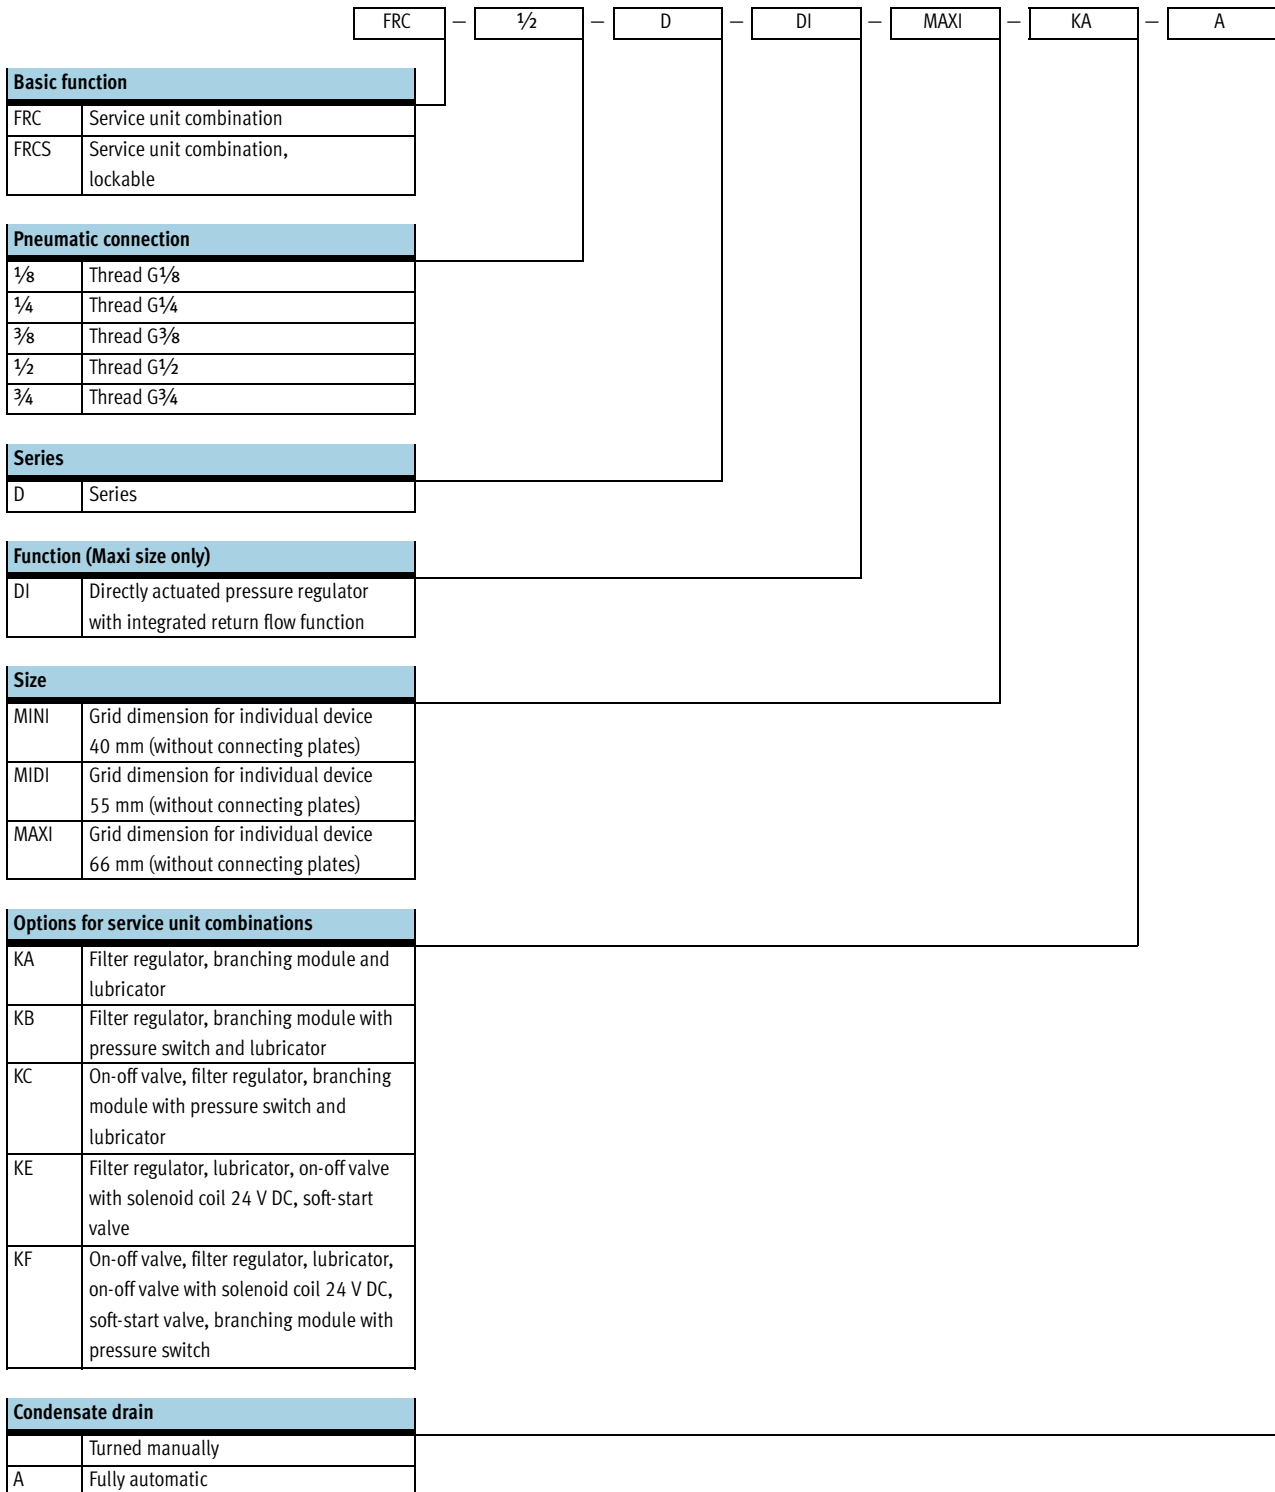 FRC — ½ — D — DI — MAXI — KA — A
Basic function
FRC Service unit combination
FRCS Service unit combination,
lockable
Pneumatic connection
⅛ Thread G⅛
¼ Thread G¼
⅜ Thread G⅜
½ Thread G½
¾ Thread G¾
Series
D Series
Function (Maxi size only)
DI Directly actuated pressure regulator
with integrated return flow function
Size
MINI Grid dimension for individual device
40 mm (without connecting plates)
MIDI Grid dimension for individual device
55 mm (without connecting plates)
MAXI Grid dimension for individual device
66 mm (without connecting plates)
Options for service unit combinations
KA Filter regulator, branching module and
lubricator
KB Filter regulator, branching module with
pressure switch and lubricator
KC On-off valve, filter regulator, branching
module with pressure switch and
lubricator
KE Filter regulator, lubricator, on-off valve
with solenoid coil 24 V DC, soft-start
valve
KF On-off valve, filter regulator, lubricator,
on-off valve with solenoid coil 24 V DC,
soft-start valve, branching module with
pressure switch
Condensate drain
Turned manually
A Fully automatic